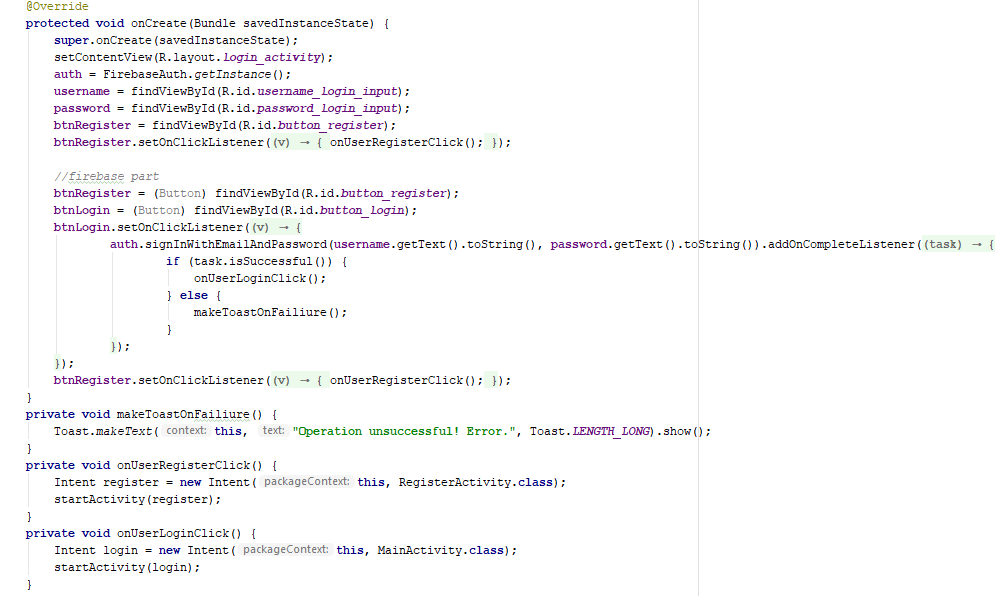 @Override
protected void onCreate(Bundle savedInstanceState) {
super.onCreate(savedInstanceState);
setContentView(R.layout.login_activity);
auth = FirebaseAuth.getInstance();
username = findViewById(R.id.username_login_input);
password = findViewById(R.id.password_login_input);
btnRegister = findViewById(R.id.button_register);
btnRegister.setOnClickListener((v) → { onUserRegisterClick(); });
//firebase part
btnRegister = (Button) findViewById(R.id.button_register);
btnLogin = (Button) findViewById(R.id.button_login);
btnLogin.setOnClickListener((v) → {
auth.signInWithEmailAndPassword(username.getText().toString(), password.getText().toString()).addOnCompleteListener((task) → {
if (task.isSuccessful()) {
onUserLoginClick();
} else {
makeToastOnFailiure();
}
});
});
btnRegister.setOnClickListener((v) → { onUserRegisterClick(); });
}
private void makeToastOnFailiure() {
Toast.makeText( context: this, text: "Operation unsuccessful! Error.", Toast.LENGTH_LONG).show();
}
private void onUserRegisterClick() {
Intent register = new Intent( packageContext: this, RegisterActivity.class);
startActivity(register);
}
private void onUserLoginClick() {
Intent login = new Intent( packageContext: this, MainActivity.class);
startActivity(login);
}